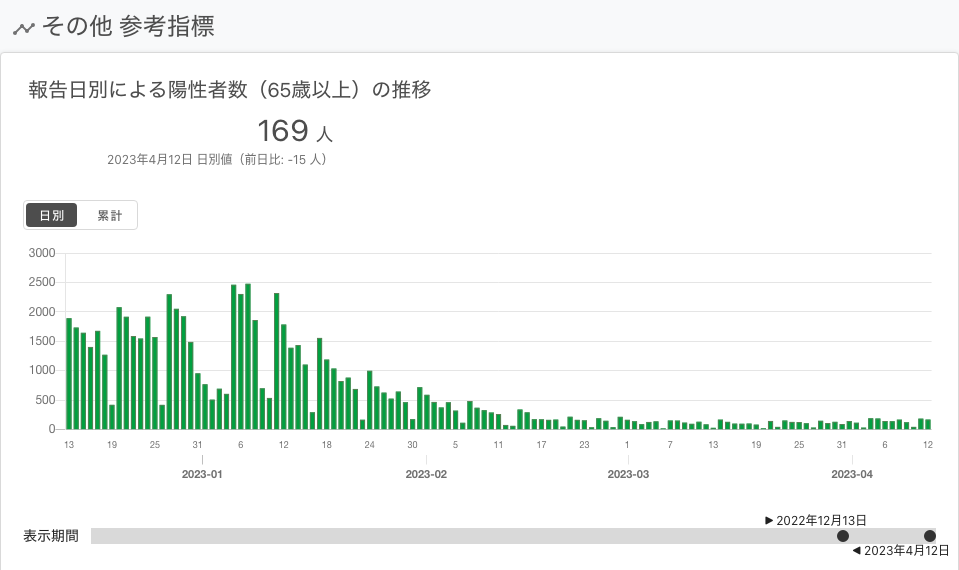 その他 参考指標
報告日別による陽性者数（65歳以上）の推移
169 人
2023年4月12日 日別値（前日比: -15 人）
日別 累計
3000
2500
2000
1500
1000
500
0
13 19 25 31 6 12 18 24 30 5 11 17 23 1 7 13 19 25 31 6 12
2023-01 2023-02 2023-03 2023-04
▶ 2022年12月13日
表示期間
◀ 2023年4月12日